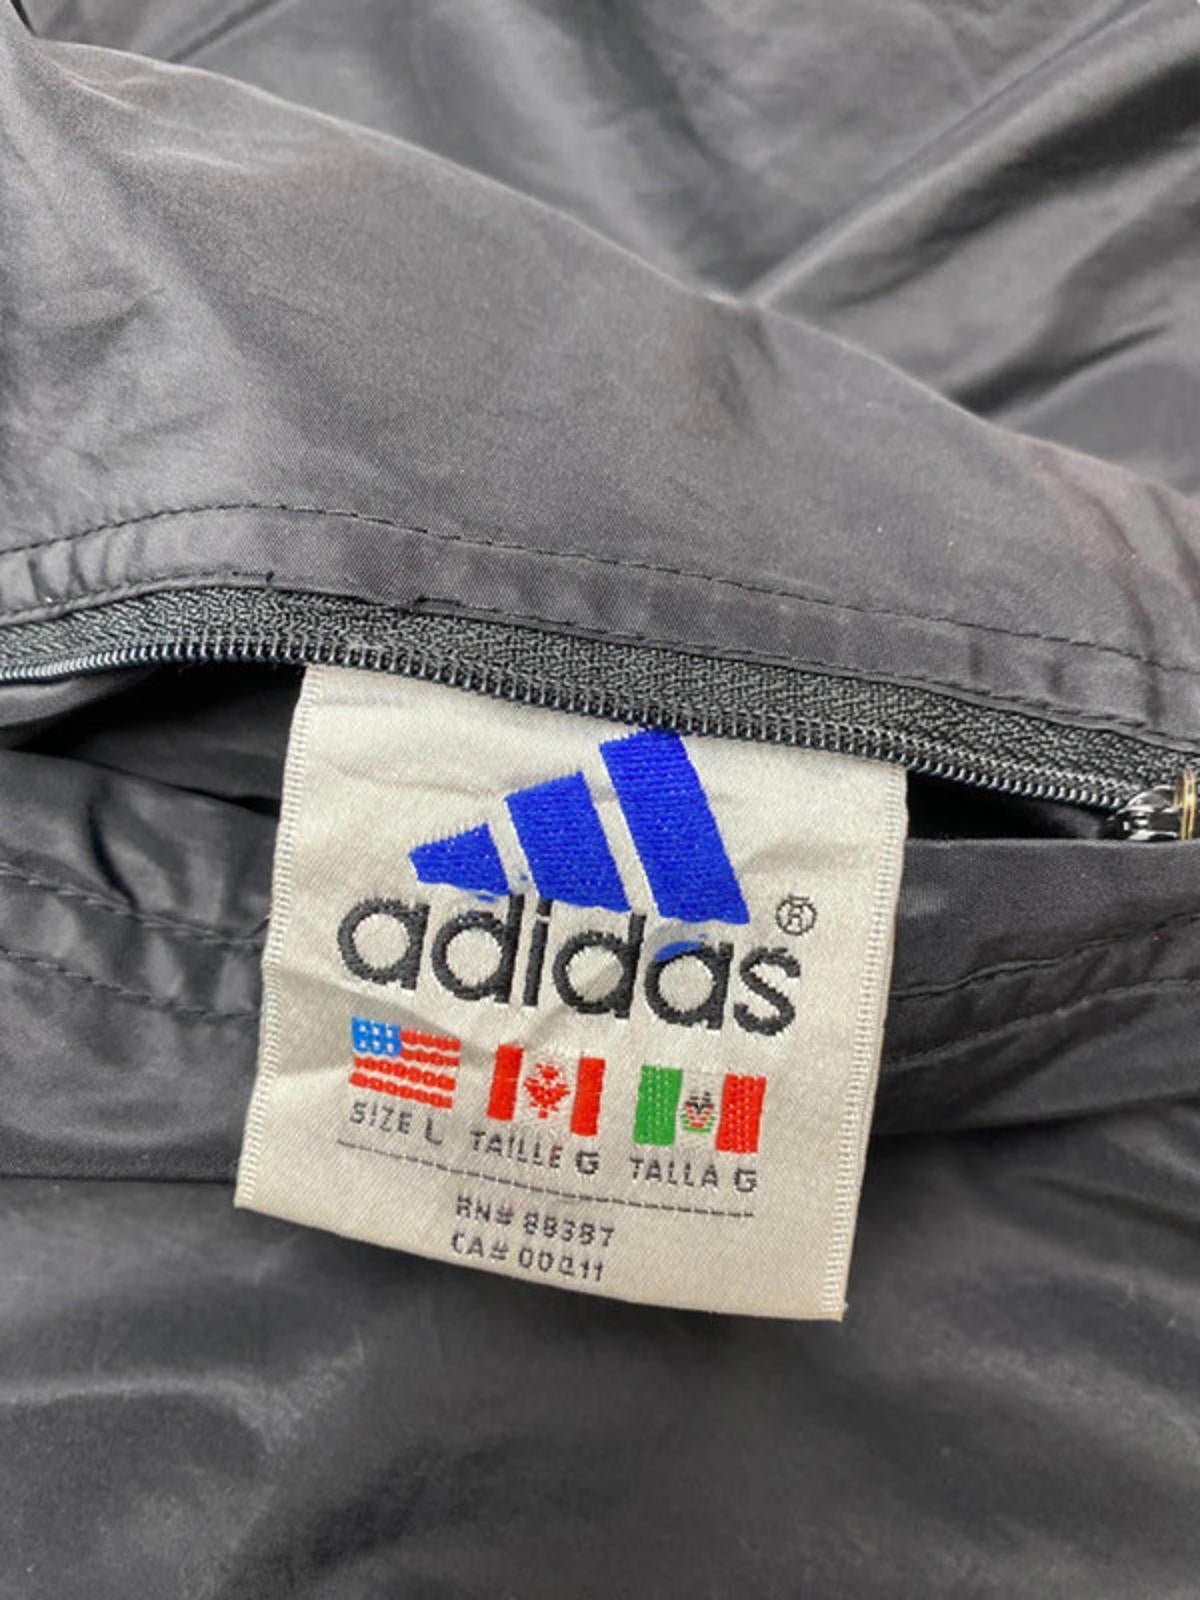 adidas®
SIZE L TAILLE G TALLA G
RN# 88387
CA# 00411